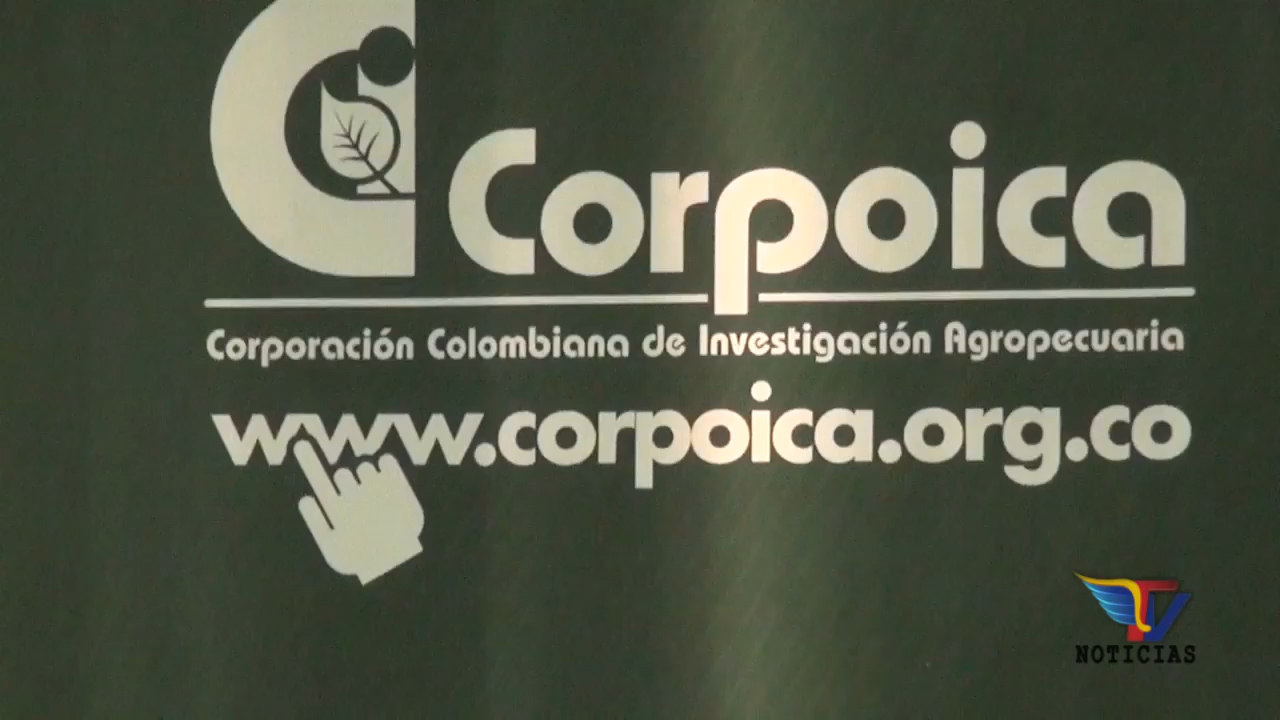 Corpoica
Corporación Colombiana de Investigación Agropecuaria
www.corpoica.org.co
TV
NOTICIAS